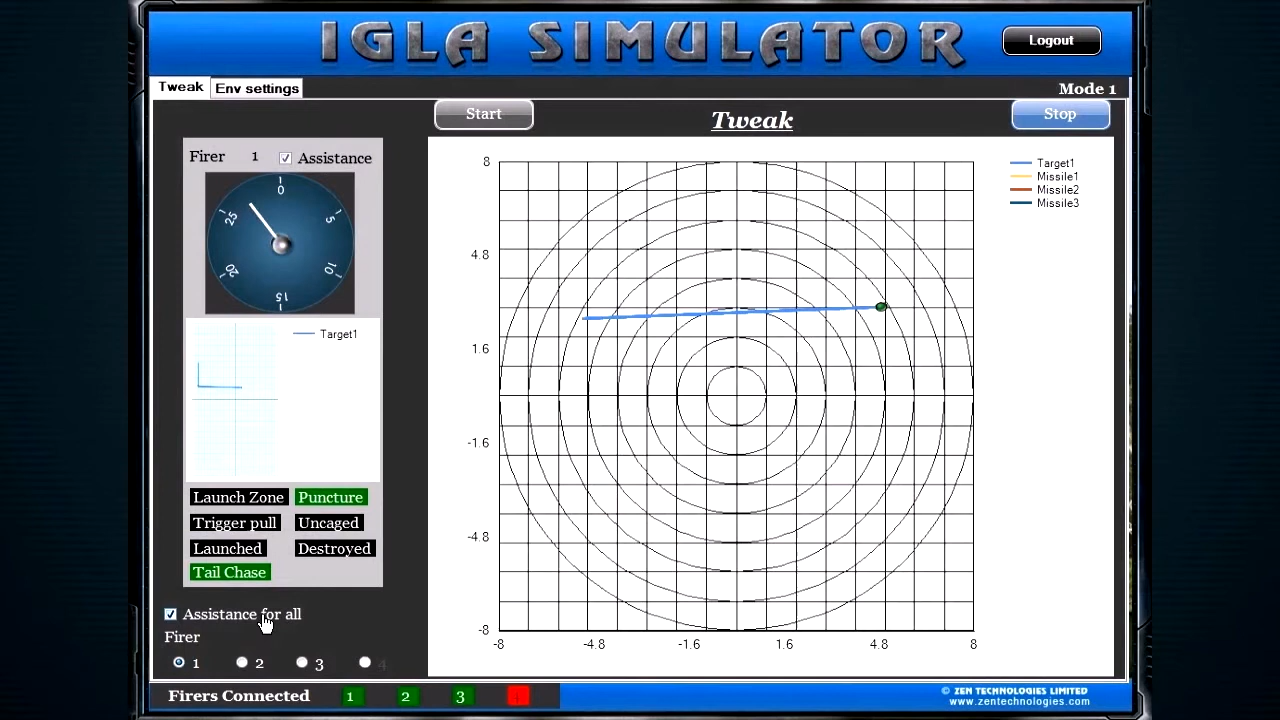 IGLA SIMULATOR
Logout
Tweak
Env settings
Mode 1
Start
Tweak
Stop
Firer 1 Assistance
0
5
10
15
20
25
Target1
Launch Zone Puncture
Trigger pull Uncaged
Launched Destroyed
Tail Chase
Assistance for all
Firer
1 2 3 4
8
4.8
1.6
-1.6
-4.8
-8
-8 -4.8 -1.6 1.6 4.8 8
Target1
Missile1
Missile2
Missile3
Firers Connected 1 2 3
© ZEN TECHNOLOGIES LIMITED
www.zentechnologies.com